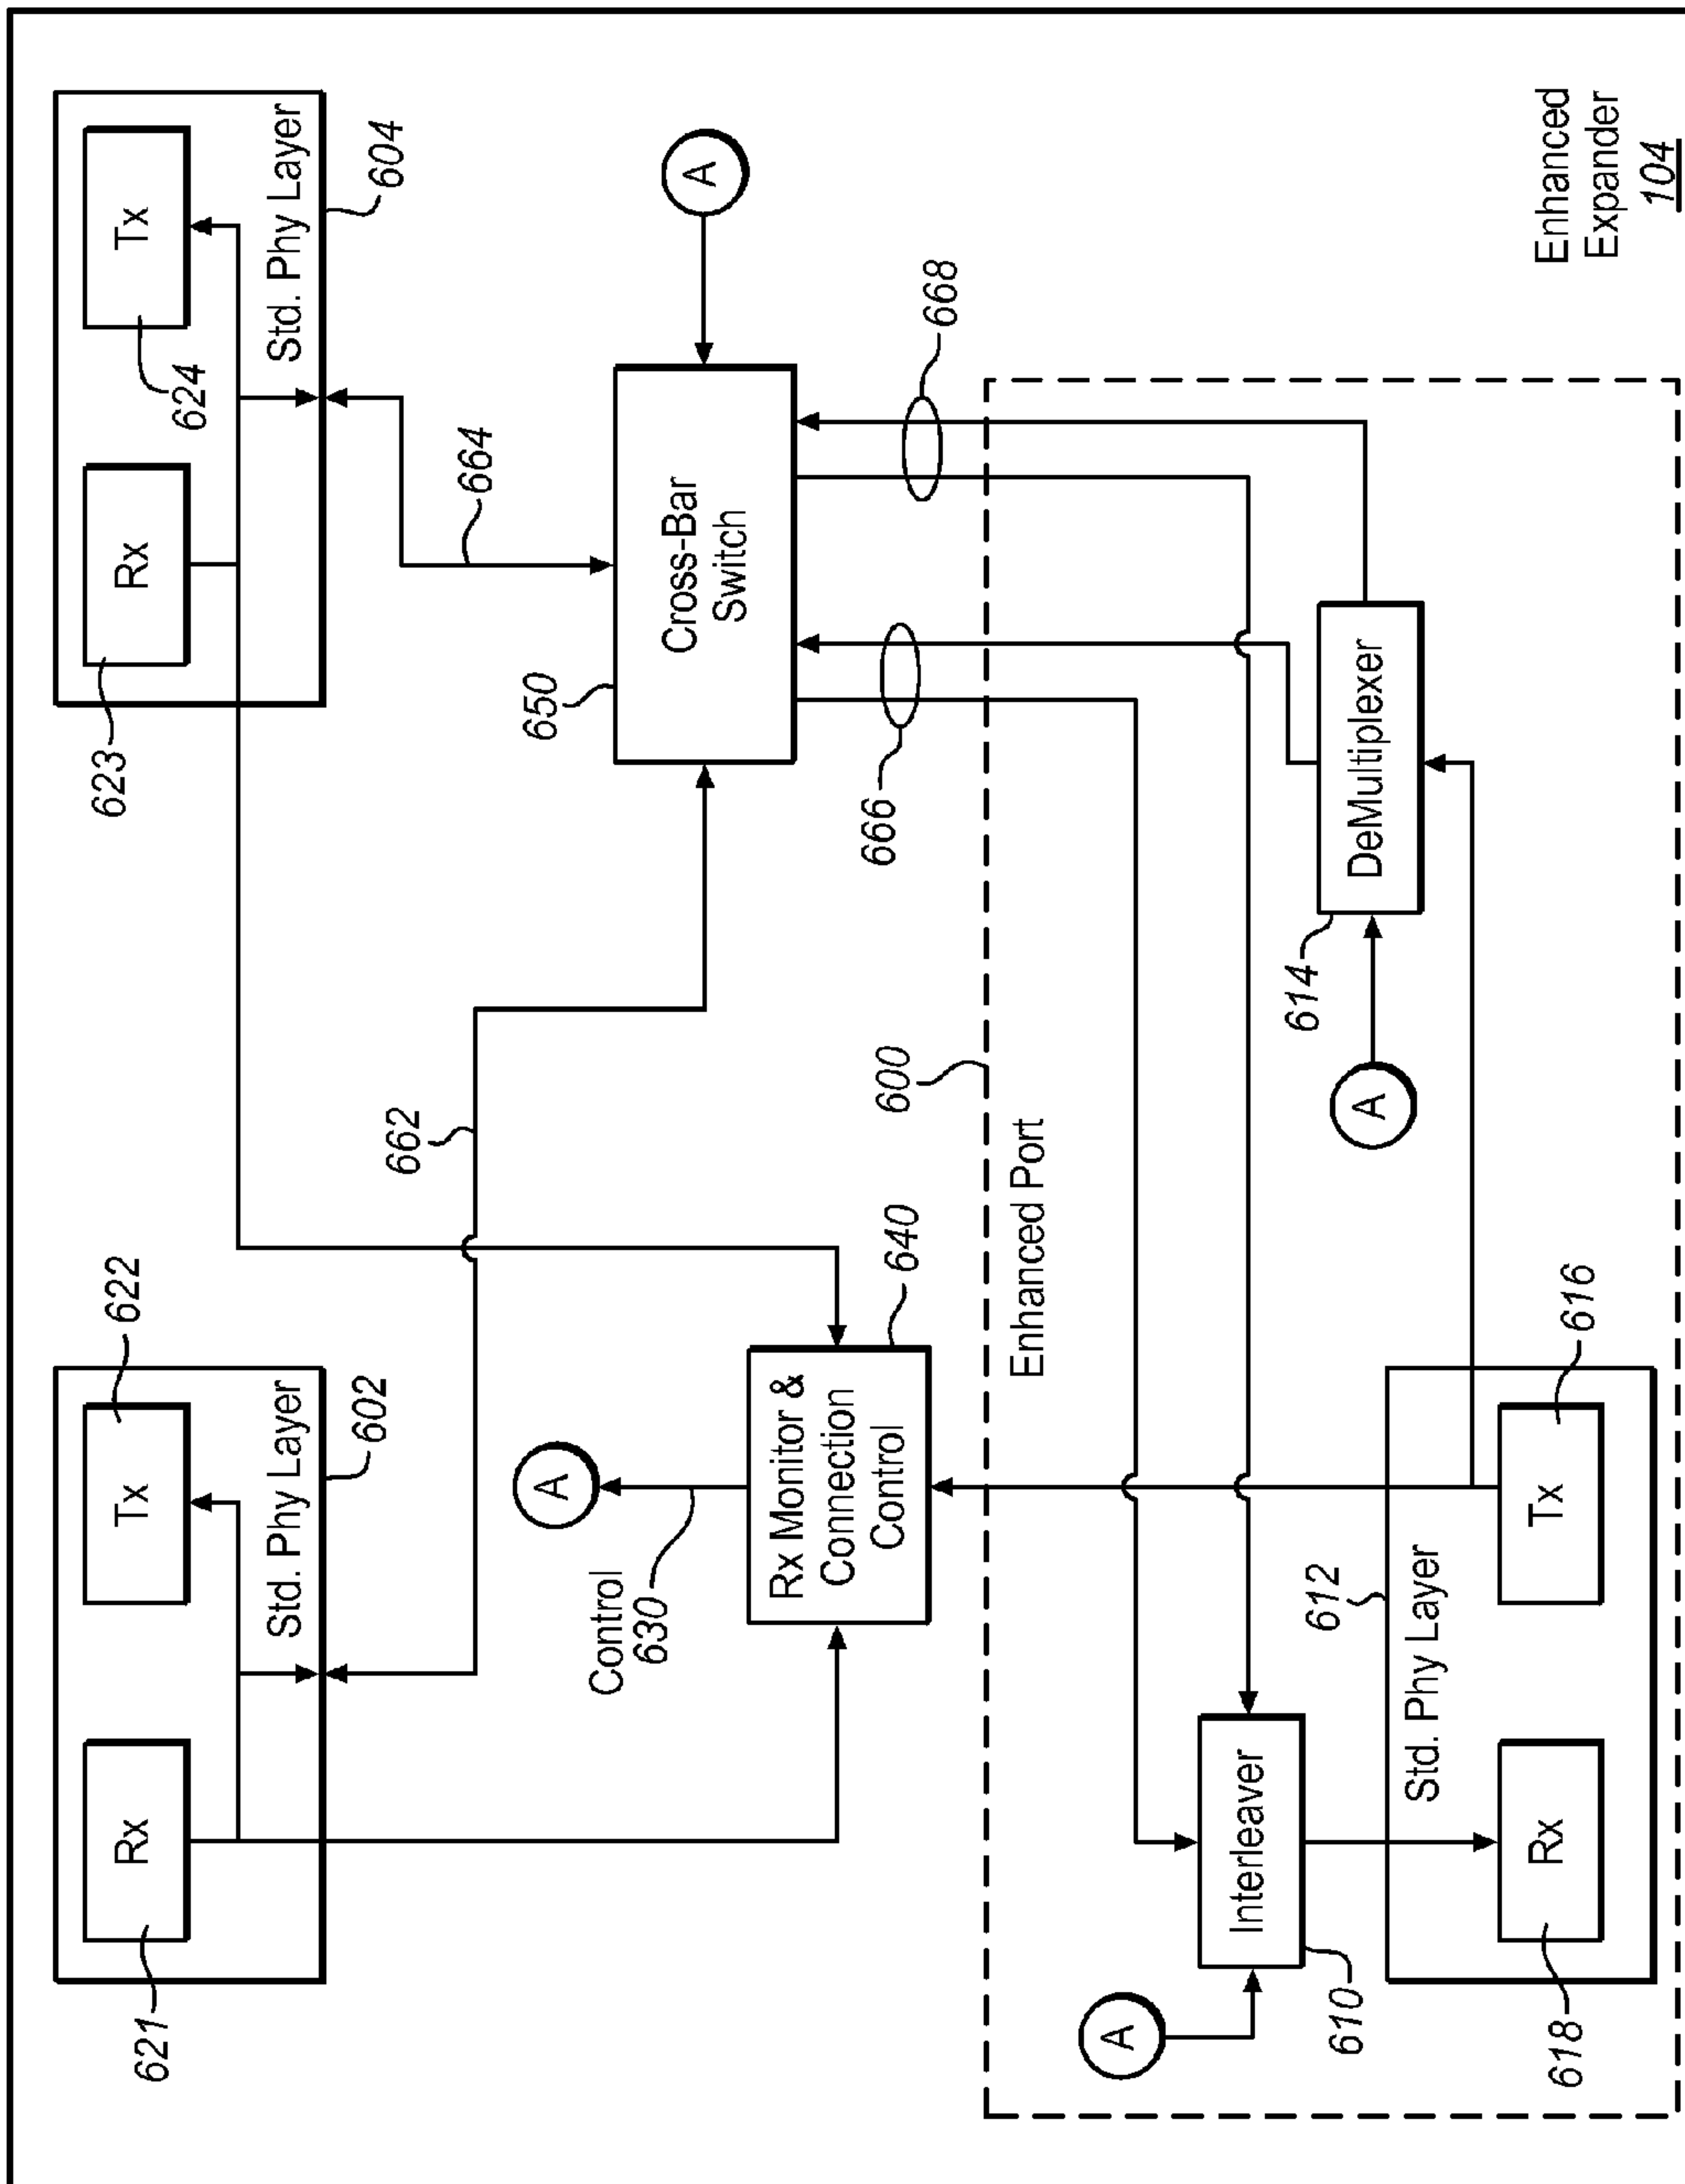 621
Rx
Tx
622
Std. Phy Layer
602
623
Rx
Tx
624
Std. Phy Layer
604
662
664
A
Control
630
Rx Monitor &
Connection
Control
640
650
Cross-Bar
Switch
A
666
668
600
Enhanced Port
A
Interleaver
610
A
614
DeMultiplexer
612
Std. Phy Layer
618
Rx
Tx
616
Enhanced
Expander
104